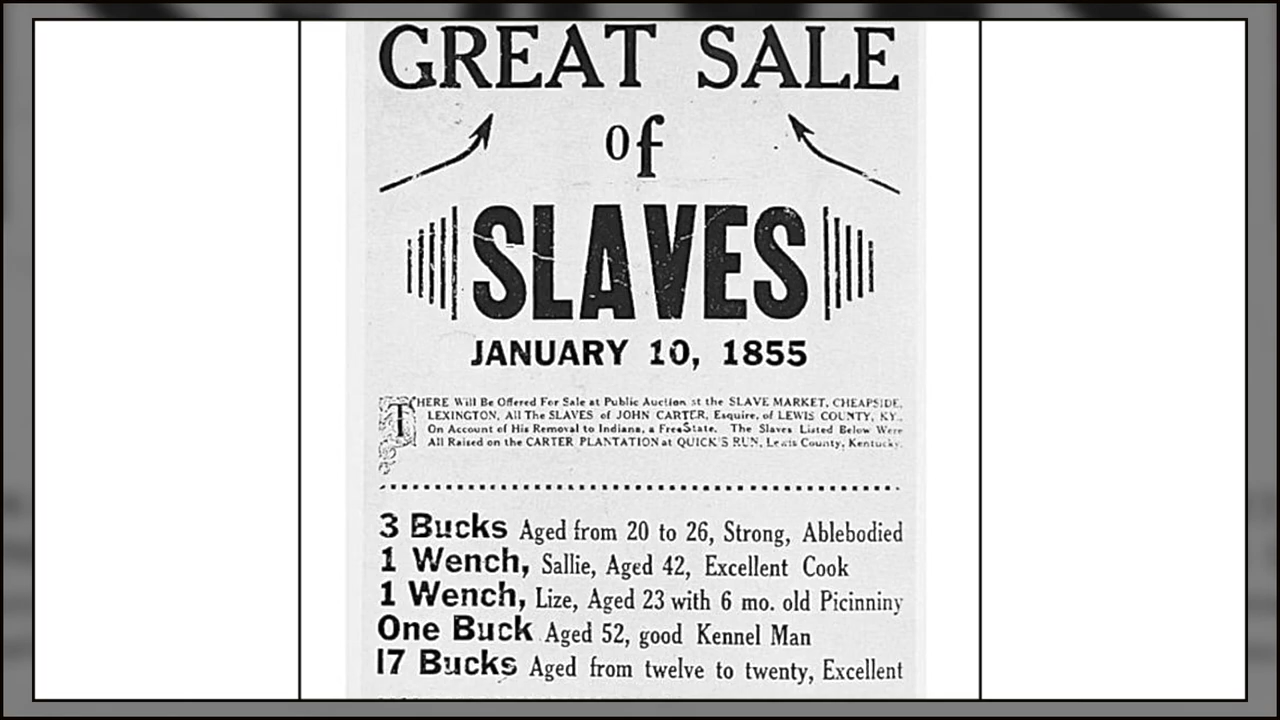 GREAT SALE
of
SLAVES
JANUARY 10, 1855
THERE Will Be Offered For Sale at Public Auction at the SLAVE MARKET, CHEAPSIDE,
LEXINGTON, All The SLAVES of JOHN CARTER, Esquire, of LEWIS COUNTY, KY.,
On Account of His Removal to Indiana, a Free State. The Slaves Listed Below Were
All Raised on the CARTER PLANTATION at QUICK'S RUN, Lewis County, Kentucky.
3 Bucks Aged from 20 to 26, Strong, Ablebodied
1 Wench, Sallie, Aged 42, Excellent Cook
1 Wench, Lize, Aged 23 with 6 mo. old Picinniny
One Buck Aged 52, good Kennel Man
17 Bucks Aged from twelve to twenty, Excellent